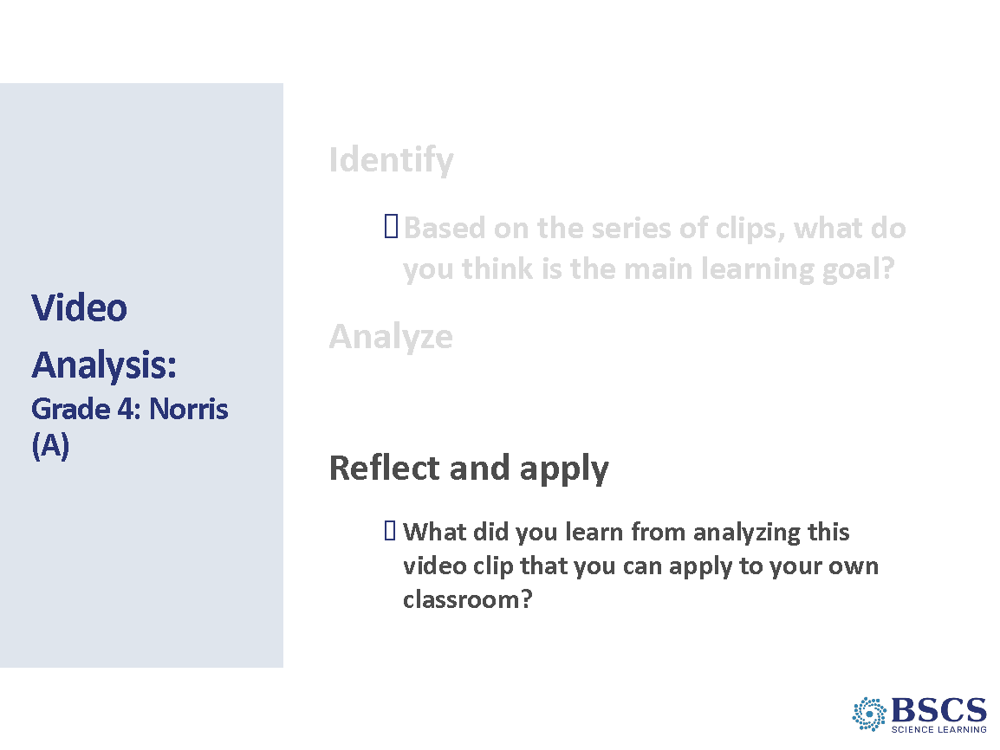 Video
Analysis:
Grade 4: Norris
(A)
Identify
Based on the series of clips, what do
you think is the main learning goal?
Analyze
Reflect and apply
What did you learn from analyzing this
video clip that you can apply to your own
classroom?
BSCS
SCIENCE LEARNING